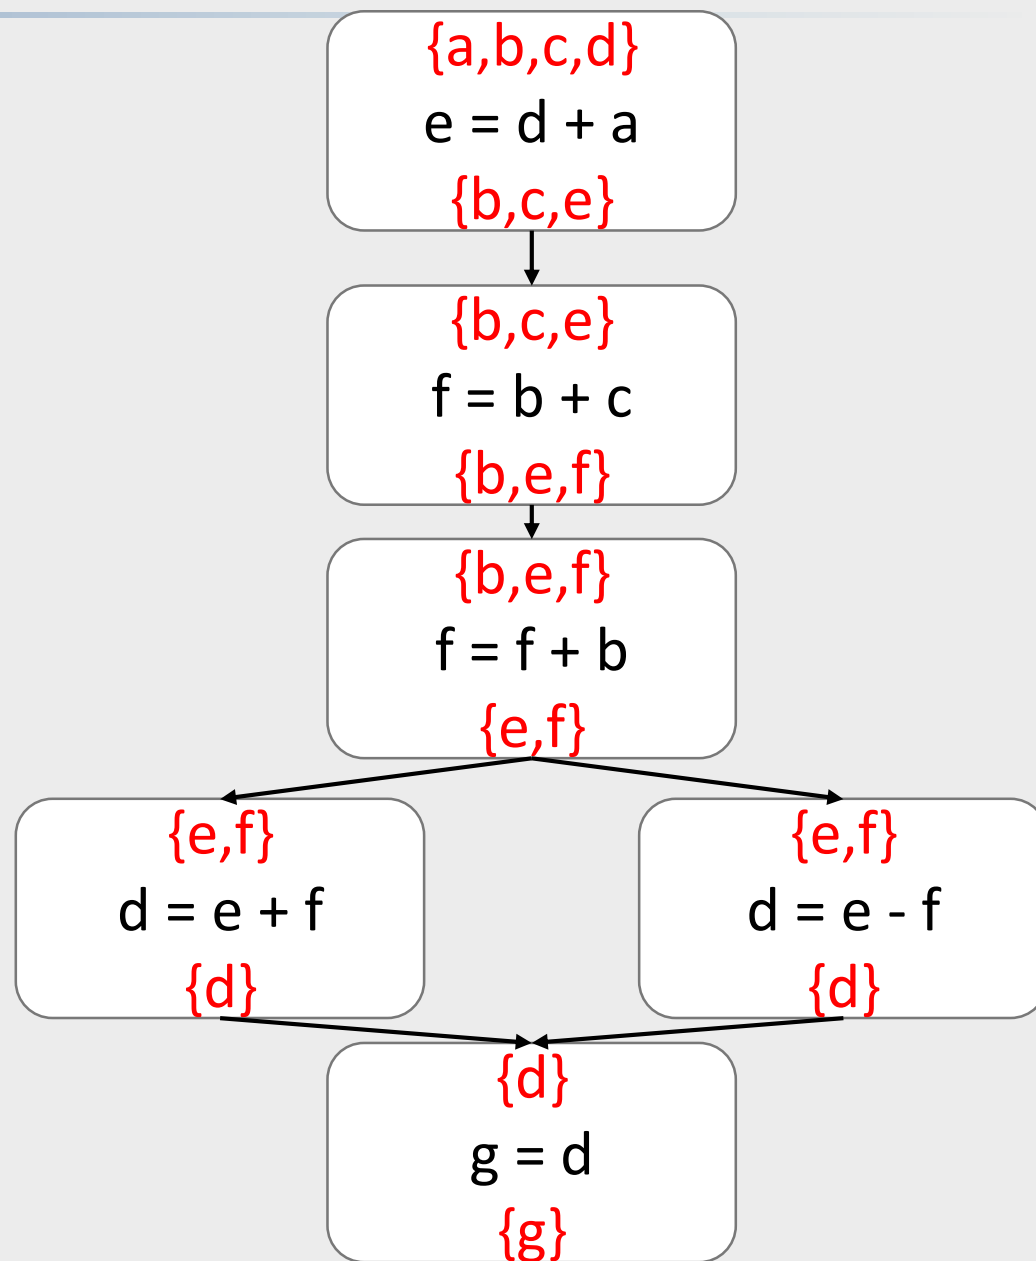 {a,b,c,d}
e = d + a
{b,c,e}
{b,c,e}
f = b + c
{b,e,f}
{b,e,f}
f = f + b
{e,f}
{e,f}
d = e + f
{d}
{e,f}
d = e - f
{d}
{d}
g = d
{g}